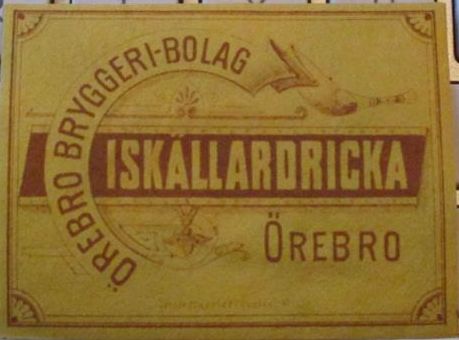 ÖREBRO BRYGGERI-BOLAG
ISKÄLLARDRICKA
ÖREBRO